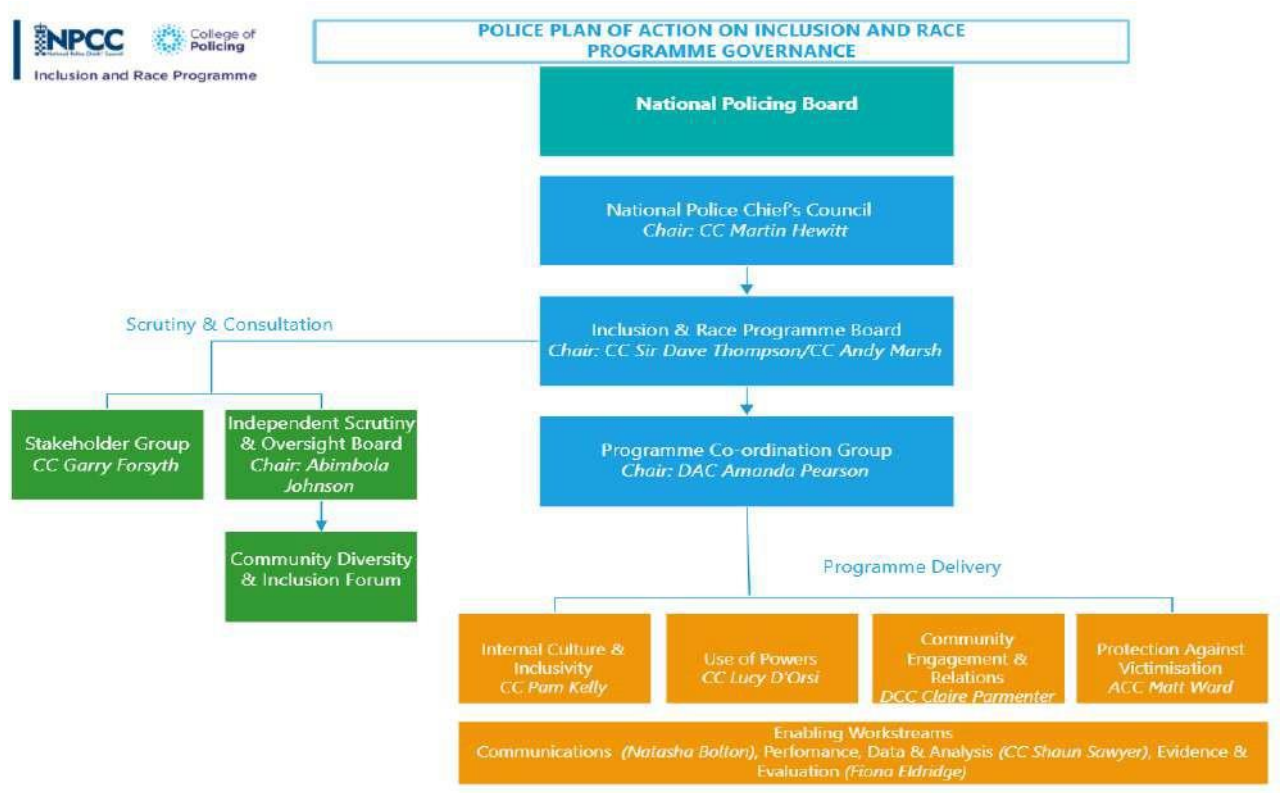 NPCC
National Police Chiefs' Council
College of
Policing
Inclusion and Race Programme
POLICE PLAN OF ACTION ON INCLUSION AND RACE
PROGRAMME GOVERNANCE
National Policing Board
National Police Chief's Council
Chair: CC Martin Hewitt
Inclusion & Race Programme Board
Chair: CC Sir Dave Thompson/CC Andy Marsh
Scrutiny & Consultation
Stakeholder Group
CC Garry Forsyth
Independent Scrutiny
& Oversight Board
Chair: Abimbola
Johnson
Programme Co-ordination Group
Chair: DAC Amanda Pearson
Community Diversity
& Inclusion Forum
Programme Delivery
Internal Culture &
Inclusivity
CC Pam Kelly
Use of Powers
CC Lucy D'Orsi
Community
Engagement &
Relations
DCC Claire Parmenter
Protection Against
Victimisation
ACC Matt Ward
Enabling Workstreams
Communications (Natasha Bolton), Perfomance, Data & Analysis (CC Shaun Sawyer), Evidence &
Evaluation (Fiona Eldridge)